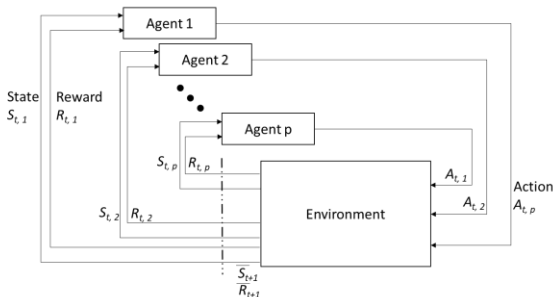 Agent 1
Agent 2
State
S_{t, 1}
Reward
R_{t, 1}
Agent p
S_{t, p} R_{t, p}
A_{t, 1}
S_{t, 2} R_{t, 2}
A_{t, 2}
Action
A_{t, p}
Environment
S_{t+1}
R_{t+1}